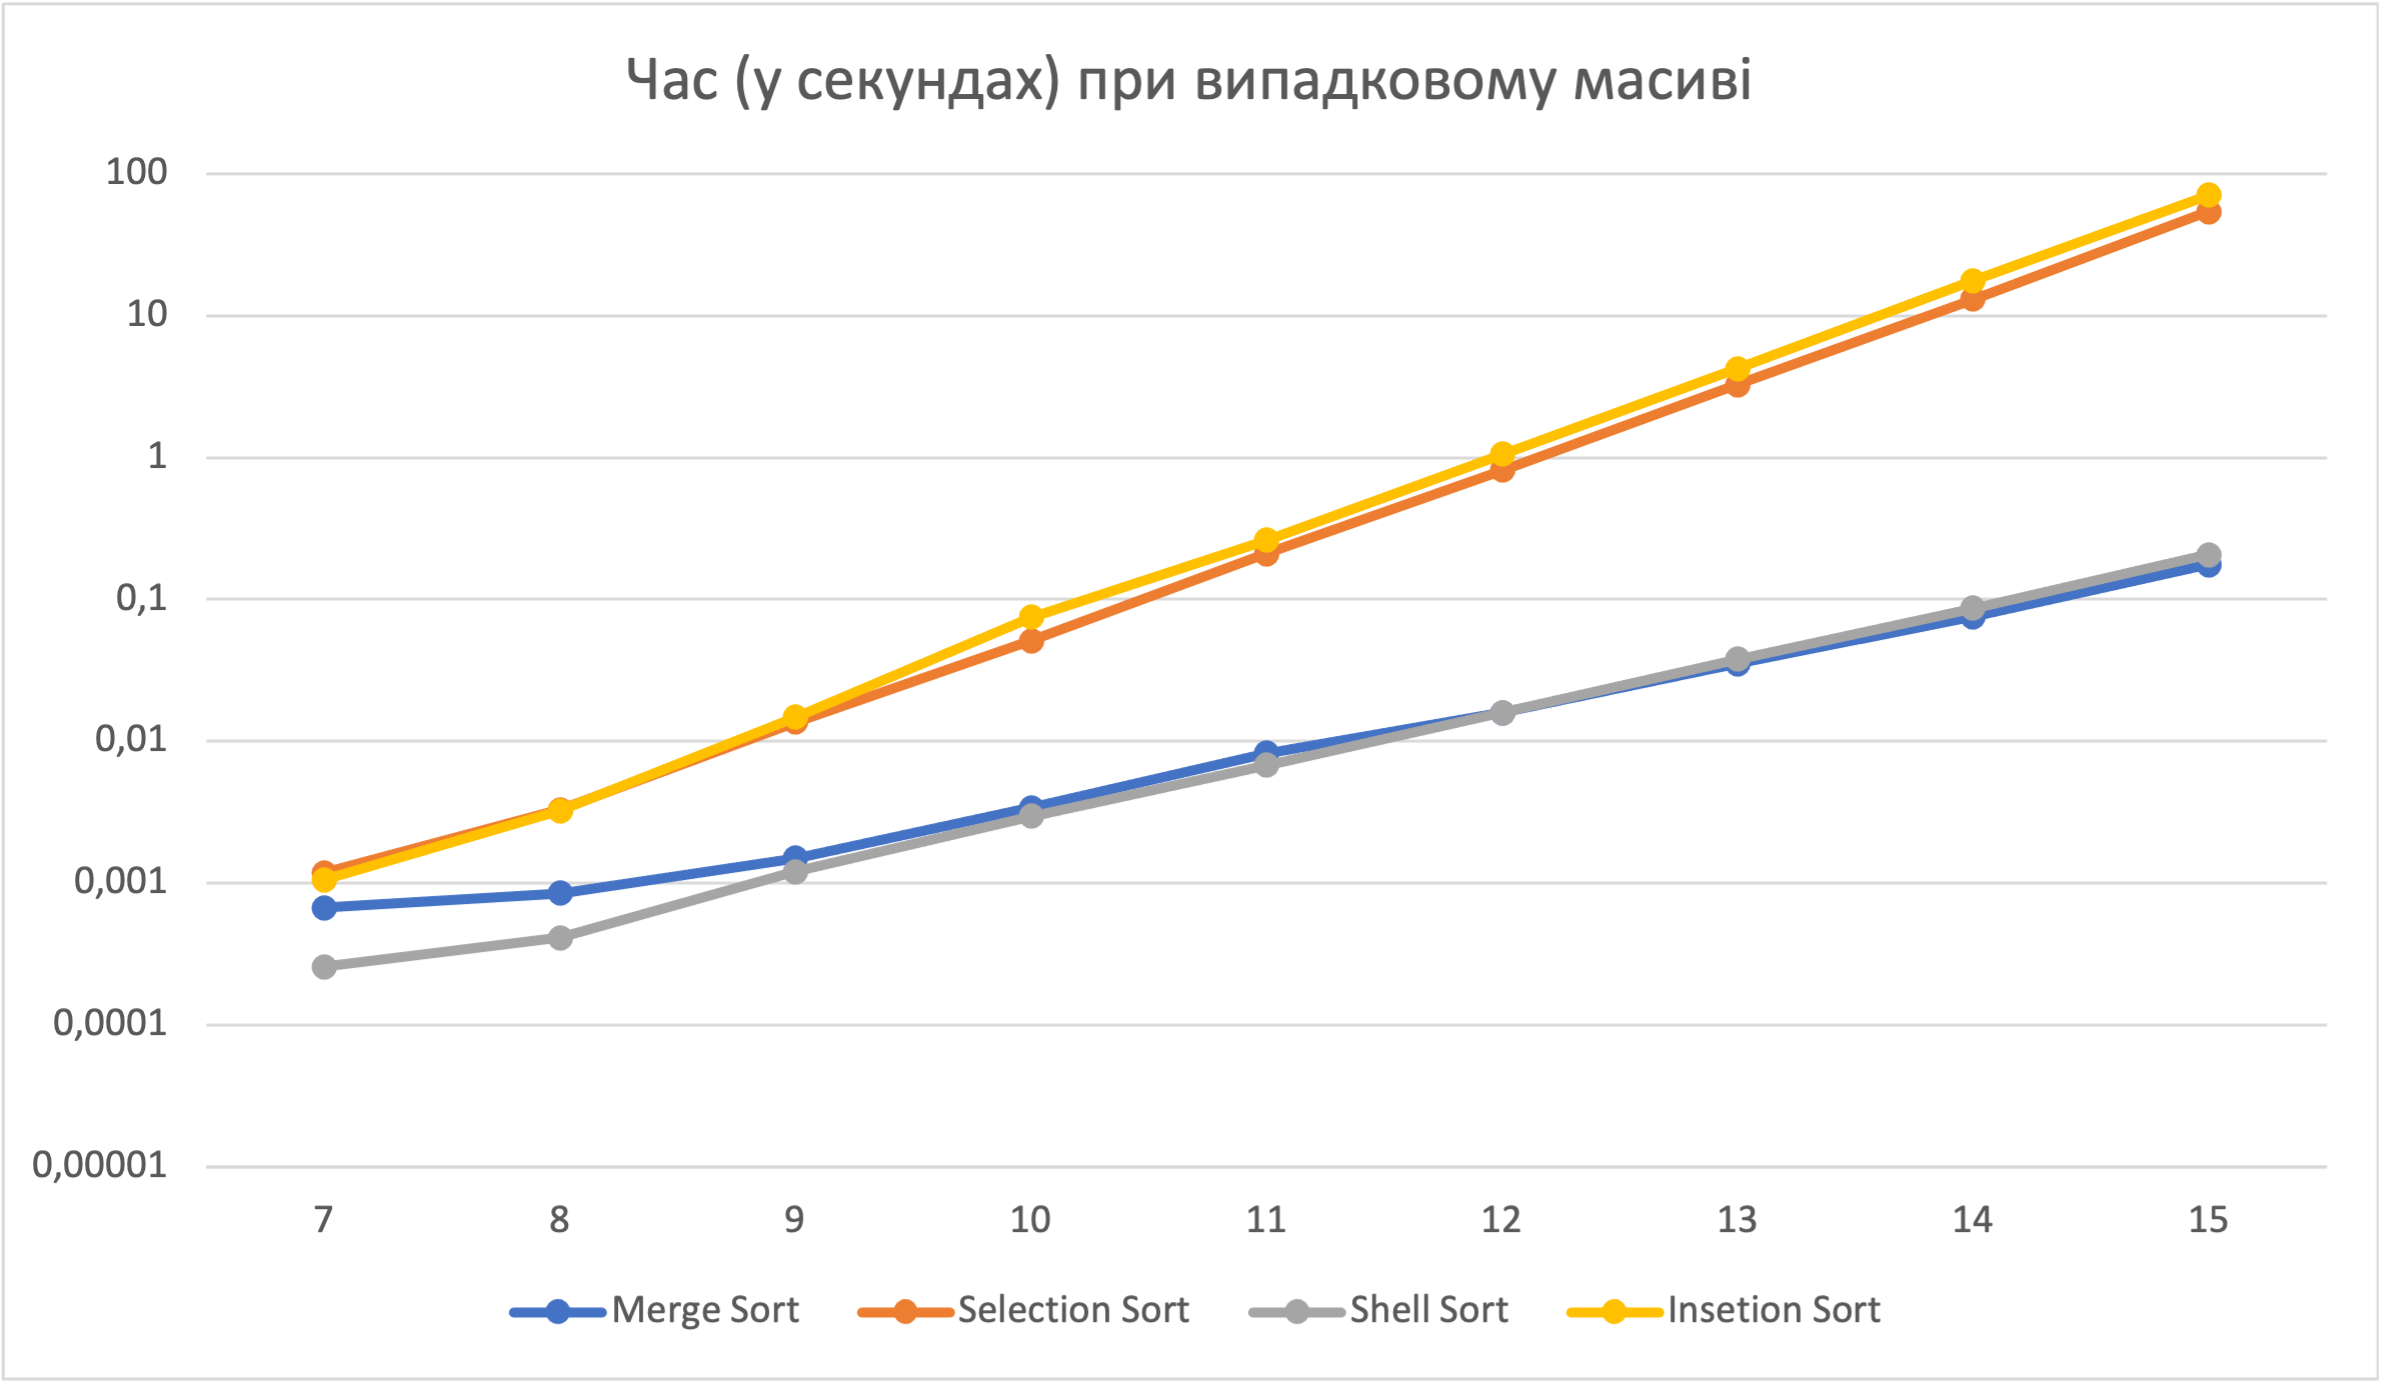 Час (у секундах) при випадковому масиві
100
10
1
0,1
0,01
0,001
0,0001
0,00001
7 8 9 10 11 12 13 14 15
Merge Sort Selection Sort Shell Sort Insetion Sort